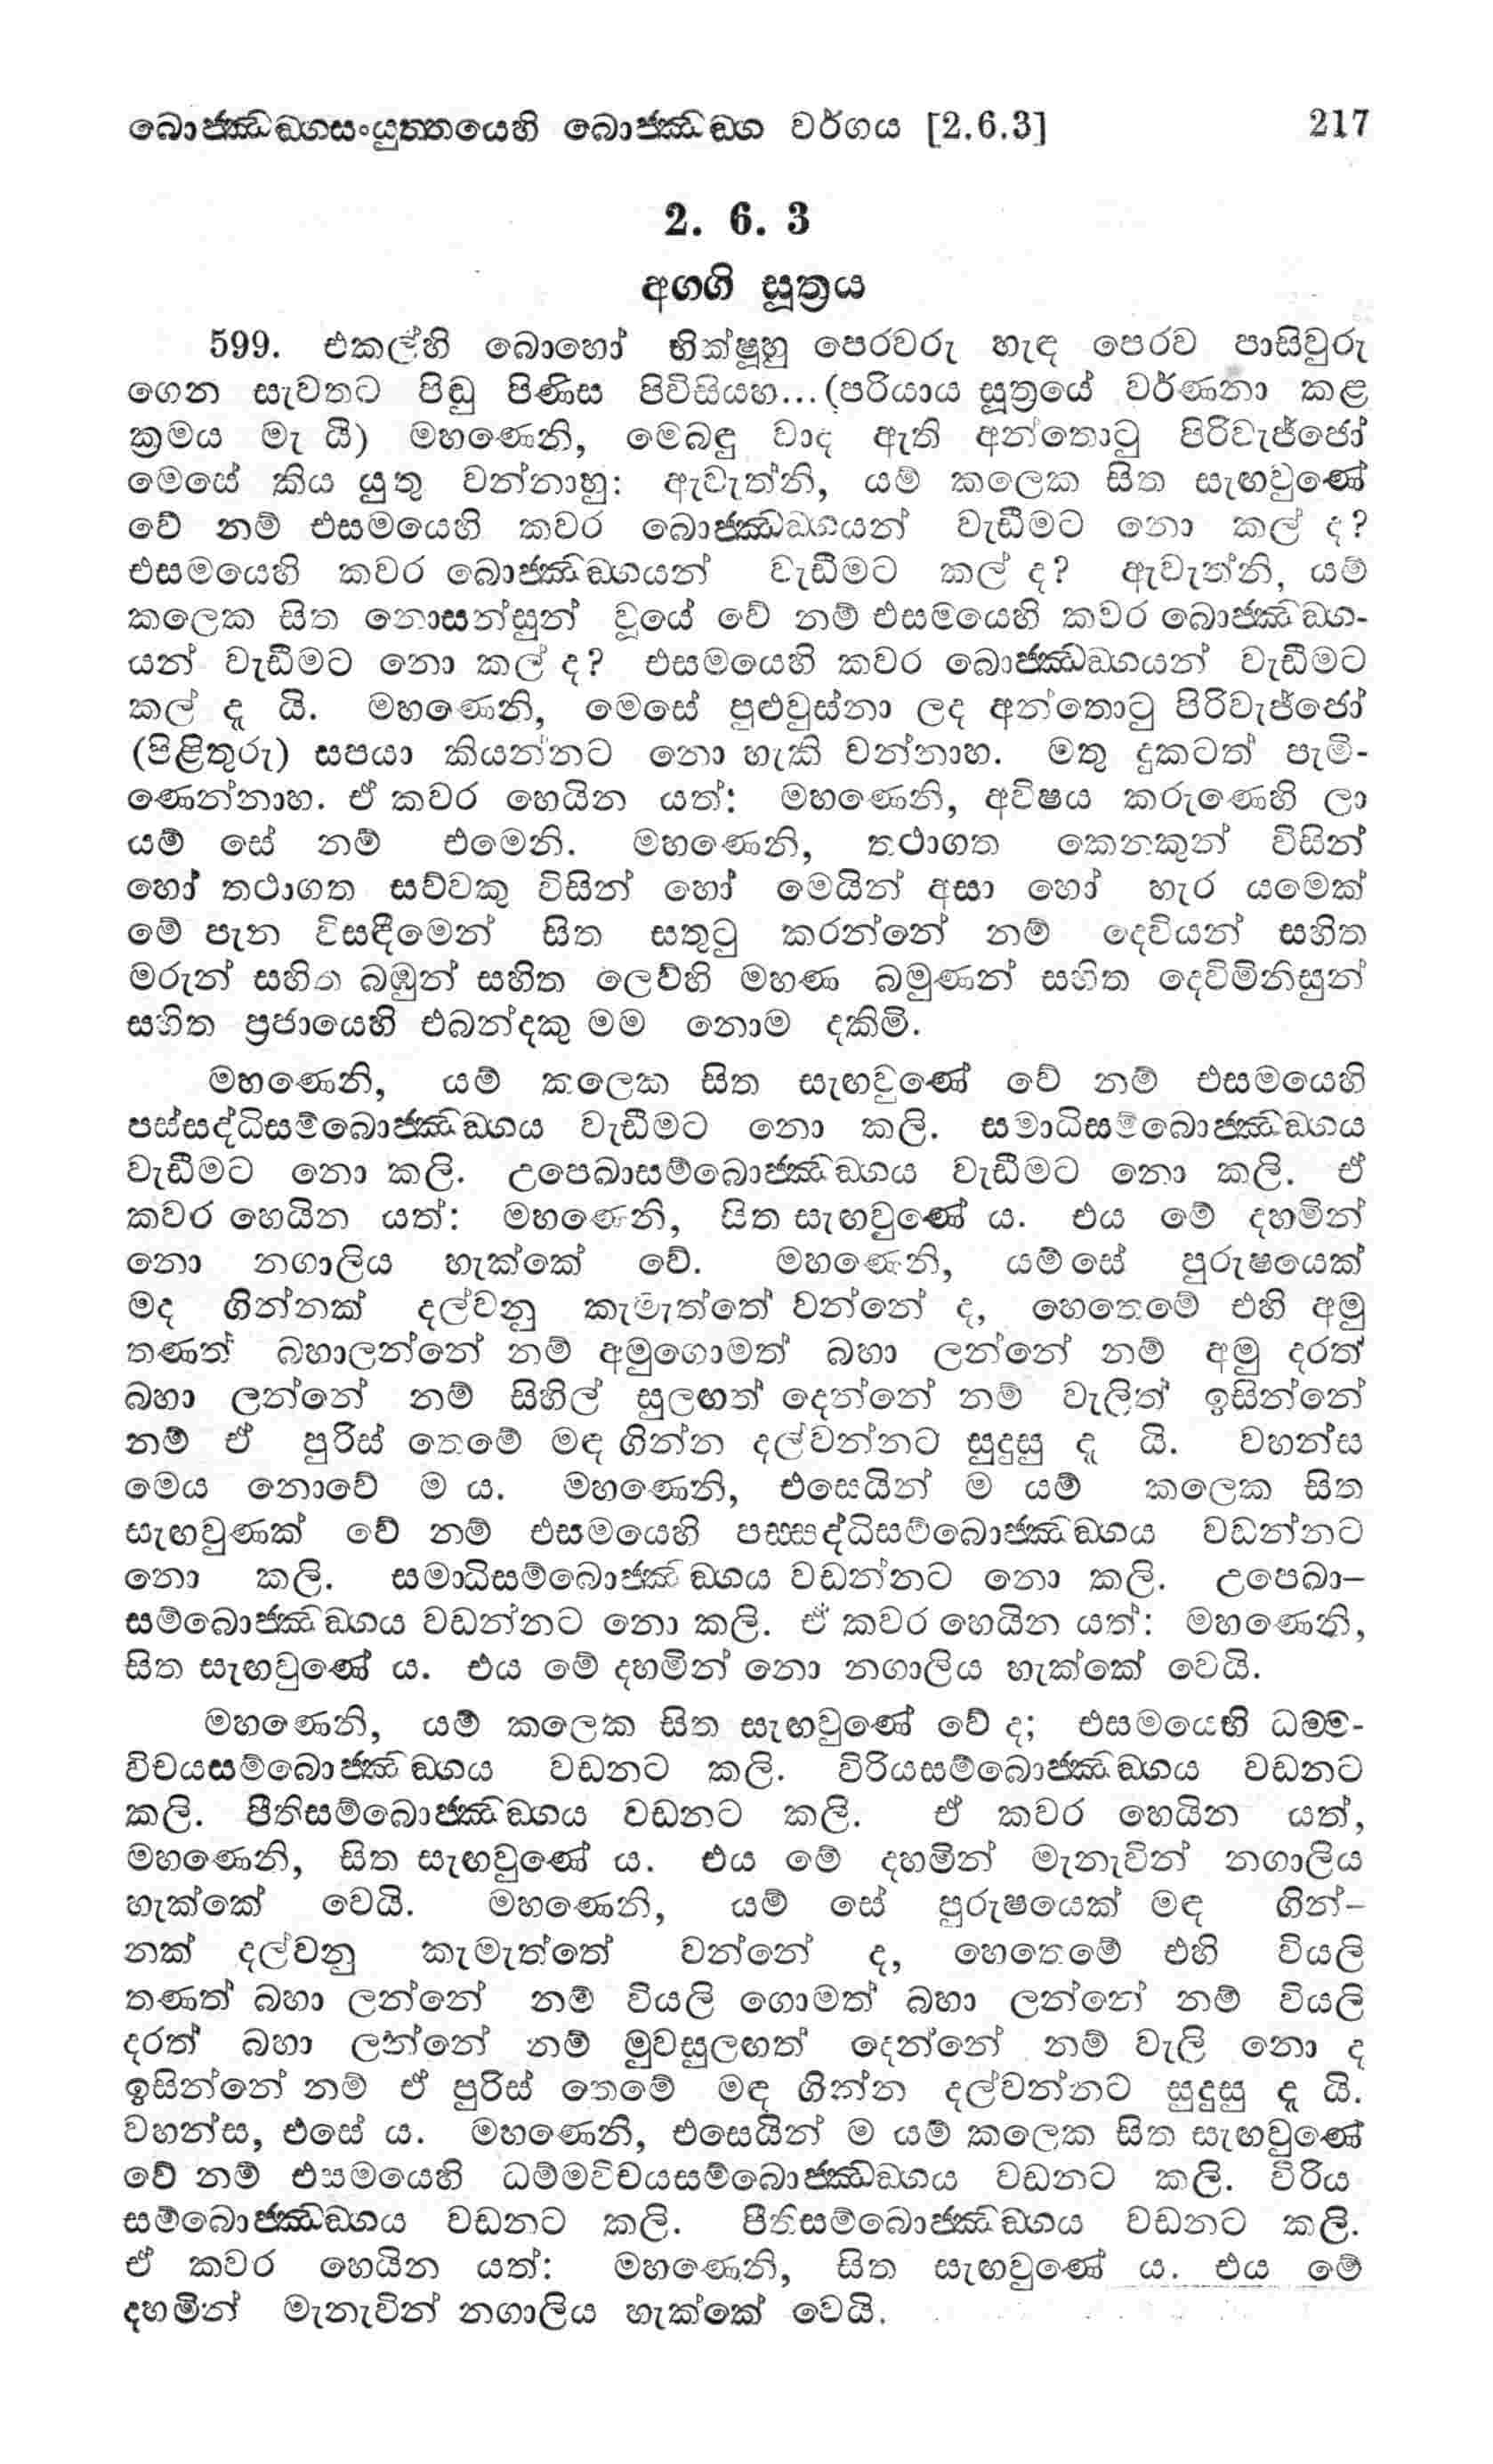 බොජ්ඣඞ්ගසංයුත්තයෙහි බොජ්ඣඞ්ග වර්ගය [2.6.3] 217
2. 6. 3
අග්ගි සූත්‍රය
599. එකල්හි බොහෝ භික්ෂූහු පෙරවරු හැඳ පෙරව පාසිවුරු
ගෙන සැවතට පිඬු පිණිස පිවිසියහ...(පරියාය සූත්‍රයේ වර්ණනා කළ
ක්‍රමය මැ යි) මහණෙනි, මෙබඳු වාද ඇති අන්තොටු පිරිවැජ්ජෝ
මෙසේ කිය යුතු වන්නාහු: ඇවැත්නි, යම් කලෙක සිත සැඟවුණේ
වේ නම් එසමයෙහි කවර බොජ්ඣඞ්ගයන් වැඩීමට නො කල් ද?
එසමයෙහි කවර බොජ්ඣඞ්ගයන් වැඩීමට කල් ද? ඇවැත්නි, යම්
කලෙක සිත නොසන්සුන් වූයේ වේ නම් එසමයෙහි කවර බොජ්ඣඞ්ග-
යන් වැඩීමට නො කල් ද? එසමයෙහි කවර බොජ්ඣඞ්ගයන් වැඩීමට
කල් දැ යි. මහණෙනි, මෙසේ පුළුවුස්නා ලද අන්තොටු පිරිවැජ්ජෝ
(පිළිතුරු) සපයා කියන්නට නො හැකි වන්නාහ. මතු දුකටත් පැමි-
ණෙන්නාහ. ඒ කවර හෙයින යත්: මහණෙනි, අවිෂය කරුණෙහි ලා
යම් සේ නම් එමෙනි. මහණෙනි, තථාගත කෙනකුන් විසින්
හෝ තථාගත සව්වකු විසින් හෝ මෙයින් අසා හෝ හැර යමෙක්
මේ පැන විසඳීමෙන් සිත සතුටු කරන්නේ නම් දෙවියන් සහිත
මරුන් සහිත බඹුන් සහිත ලෙව්හි මහණ බමුණන් සහිත දෙව්මිනිසුන්
සහිත ප්‍රජායෙහි එබන්දකු මම නොම දකිමි.
මහණෙනි, යම් කලෙක සිත සැඟවුණේ වේ නම් එසමයෙහි
පස්සද්ධිසම්බොජ්ඣඞ්ගය වැඩීමට නො කලි. සමාධිසම්බොජ්ඣඞ්ගය
වැඩීමට නො කලි. උපෙඛාසම්බොජ්ඣඞ්ගය වැඩීමට නො කලි. ඒ
කවර හෙයින යත්: මහණෙනි, සිත සැඟවුණේ ය. එය මේ දහමින්
නො නගාලිය හැක්කේ වේ. මහණෙනි, යම්සේ පුරුෂයෙක්
මද ගින්නක් දල්වනු කැමැත්තේ වන්නේ ද, හෙතෙමේ එහි අමු
තණත් බහාලන්නේ නම් අමුගොමත් බහා ලන්නේ නම් අමු දරත්
බහා ලන්නේ නම් සිහිල් සුලඟත් දෙන්නේ නම් වැලිත් ඉසින්නේ
නම් ඒ පුරිස් තෙමේ මඳ ගින්න දල්වන්නට සුදුසු දැ යි. වහන්ස
මෙය නොවේ ම ය. මහණෙනි, එසෙයින් ම යම් කලෙක සිත
සැඟවුණක් වේ නම් එසමයෙහි පස්සද්ධිසම්බොජ්ඣඞ්ගය වඩන්නට
නො කලි. සමාධිසම්බොජ්ඣඞ්ගය වඩන්නට නො කලි. උපෙඛා-
සම්බොජ්ඣඞ්ගය වඩන්නට නො කලි. ඒ කවර හෙයින යත්: මහණෙනි,
සිත සැඟවුණේ ය. එය මේ දහමින් නො නගාලිය හැක්කේ වෙයි.
මහණෙනි, යම් කලෙක සිත සැඟවුණේ වේ ද; එසමයෙහි ධම්ම-
විචයසම්බොජ්ඣඞ්ගය වඩනට කලි. විරියසම්බොජ්ඣඞ්ගය වඩනට
කලි. පීතිසම්බොජ්ඣඞ්ගය වඩනට කලි. ඒ කවර හෙයින යත්,
මහණෙනි, සිත සැඟවුණේ ය. එය මේ දහමින් මැනැවින් නගාලිය
හැක්කේ වෙයි. මහණෙනි, යම් සේ පුරුෂයෙක් මඳ ගින්-
නක් දල්වනු කැමැත්තේ වන්නේ ද, හෙතෙමේ එහි වියලි
තණත් බහා ලන්නේ නම් වියලි ගොමත් බහා ලන්නේ නම් වියලි
දරත් බහා ලන්නේ නම් මුවසුලඟත් දෙන්නේ නම් වැලි නො ද
ඉසින්නේ නම් ඒ පුරිස් තෙමේ මඳ ගින්න දල්වන්නට සුදුසු දැ යි.
වහන්ස, එසේ ය. මහණෙනි, එසෙයින් ම යම් කලෙක සිත සැඟවුණේ
වේ නම් එසමයෙහි ධම්මවිචයසම්බොජ්ඣඞ්ගය වඩනට කලි. විරිය
සම්බොජ්ඣඞ්ගය වඩනට කලි. පීතිසම්බොජ්ඣඞ්ගය වඩනට කලි.
ඒ කවර හෙයින යත්: මහණෙනි, සිත සැඟවුණේ ය. එය මේ
දහමින් මැනැවින් නගාලිය හැක්කේ වෙයි.